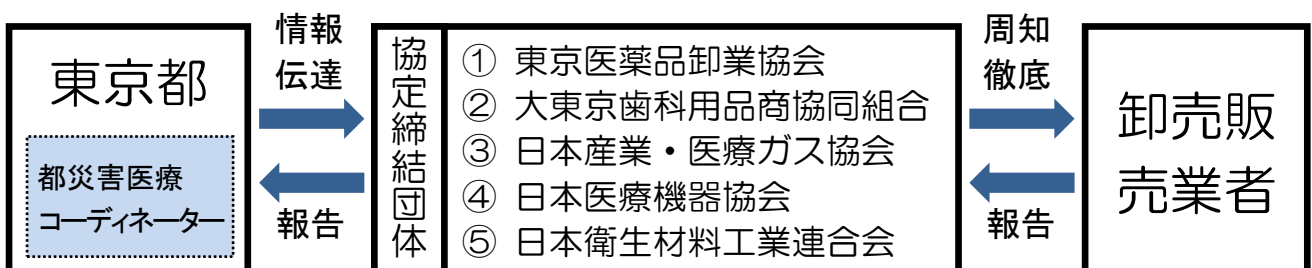 東京都
都災害医療
コーディネーター
情報
伝達
報告
協定締結団体
① 東京医薬品卸業協会
② 大東京歯科用品商協同組合
③ 日本産業・医療ガス協会
④ 日本医療機器協会
⑤ 日本衛生材料工業連合会
周知
徹底
報告
卸売販
売業者